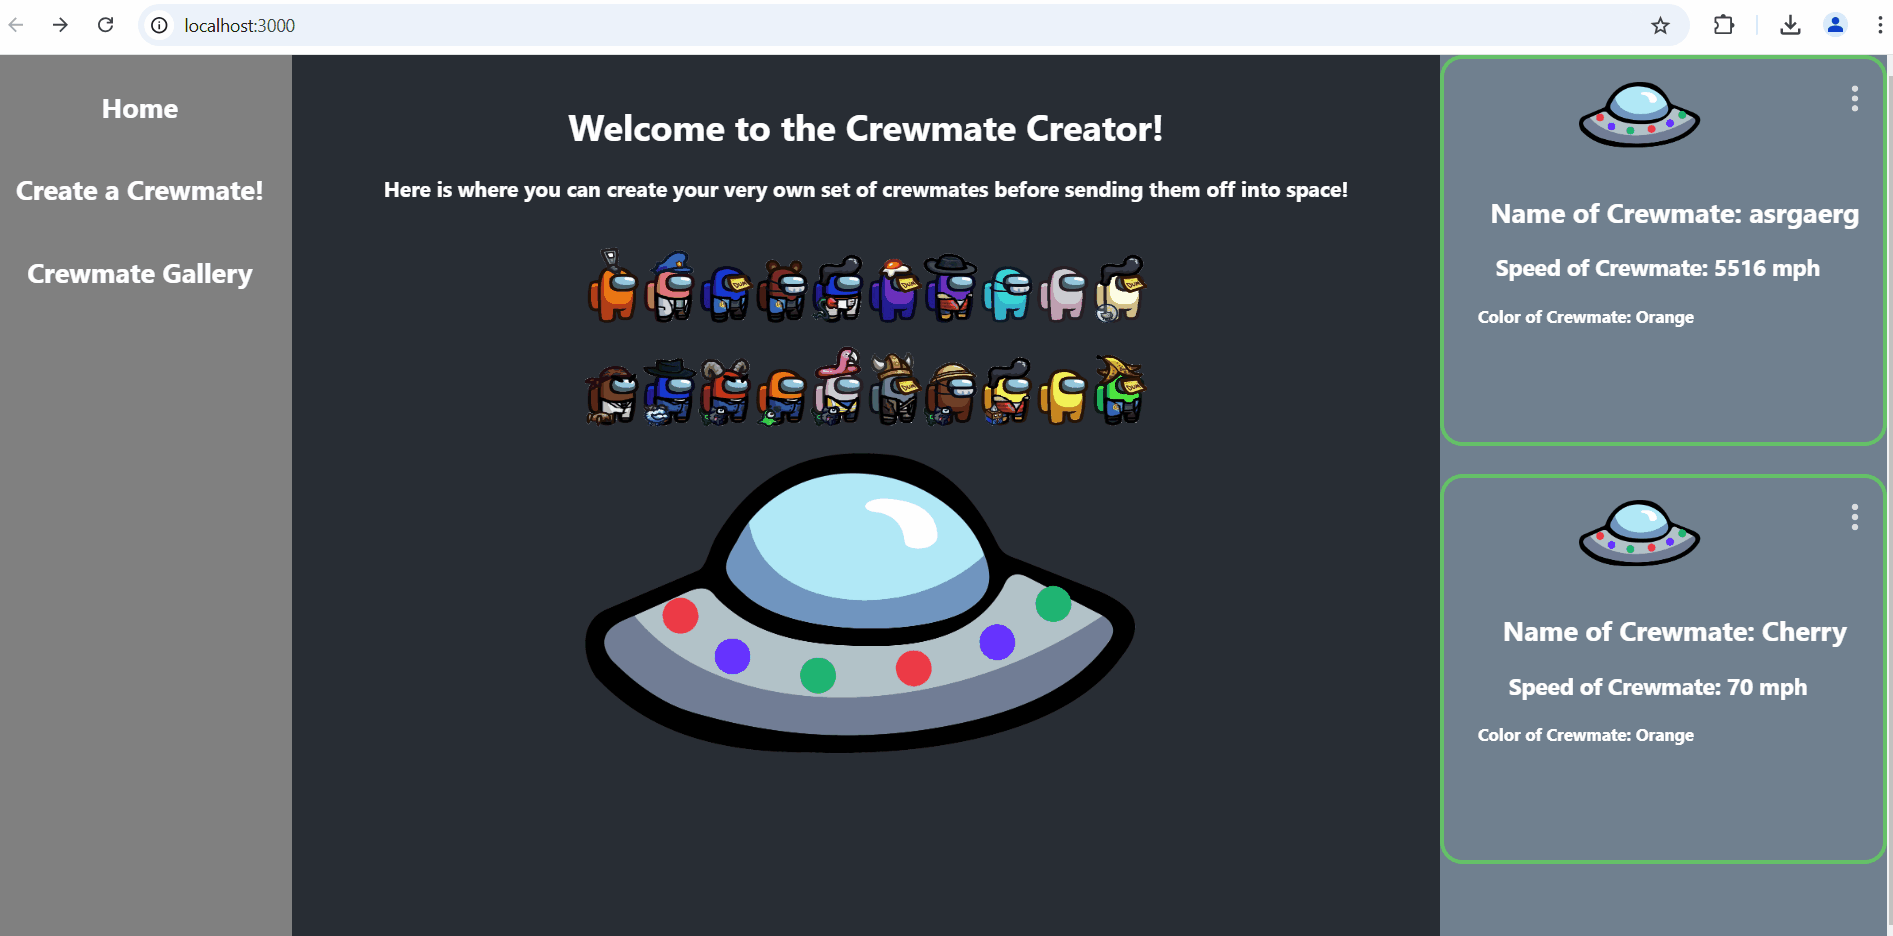 localhost:3000
Home
Create a Crewmate!
Crewmate Gallery
Welcome to the Crewmate Creator!
Here is where you can create your very own set of crewmates before sending them off into space!
Name of Crewmate: asrgaerg
Speed of Crewmate: 5516 mph
Color of Crewmate: Orange
Name of Crewmate: Cherry
Speed of Crewmate: 70 mph
Color of Crewmate: Orange